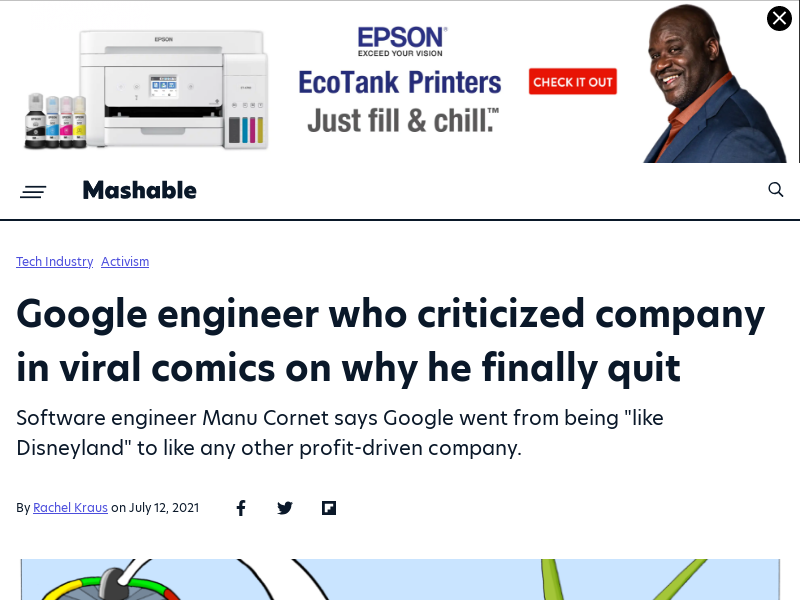 EPSON
EPSON
EXCEED YOUR VISION
EcoTank Printers
Just fill & chill.™
CHECK IT OUT
Mashable
Tech Industry Activism
Google engineer who criticized company
in viral comics on why he finally quit
Software engineer Manu Cornet says Google went from being "like
Disneyland" to like any other profit-driven company.
By Rachel Kraus on July 12, 2021